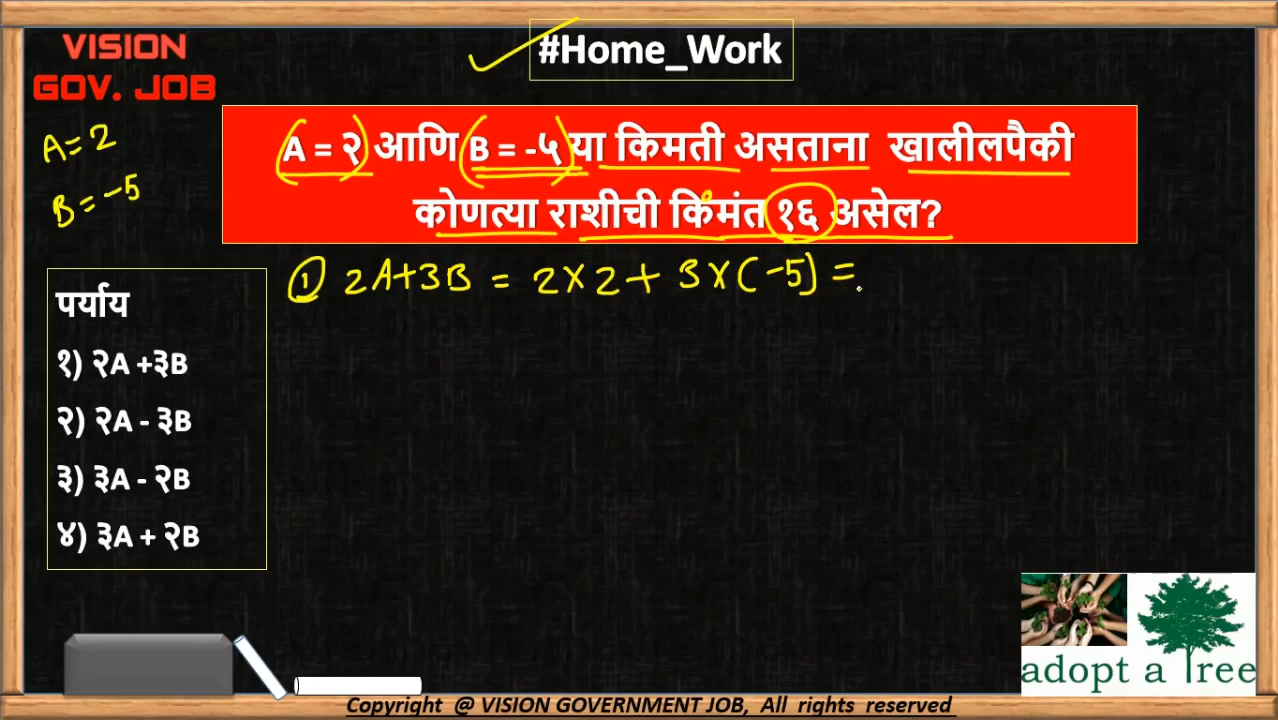 VISION
GOV. JOB
#Home_Work
A = 2
B = -5
A = २ आणि B = -५ या किमती असताना खालीलपैकी
कोणत्या राशीची किंमंत १६ असेल?
① 2A+3B = 2×2+ 3×(-5) =
पर्याय
१) २A +३B
२) २A - ३B
३) ३A - २B
४) ३A + २B
adopt a Tree
Copyright @ VISION GOVERNMENT JOB, All rights reserved